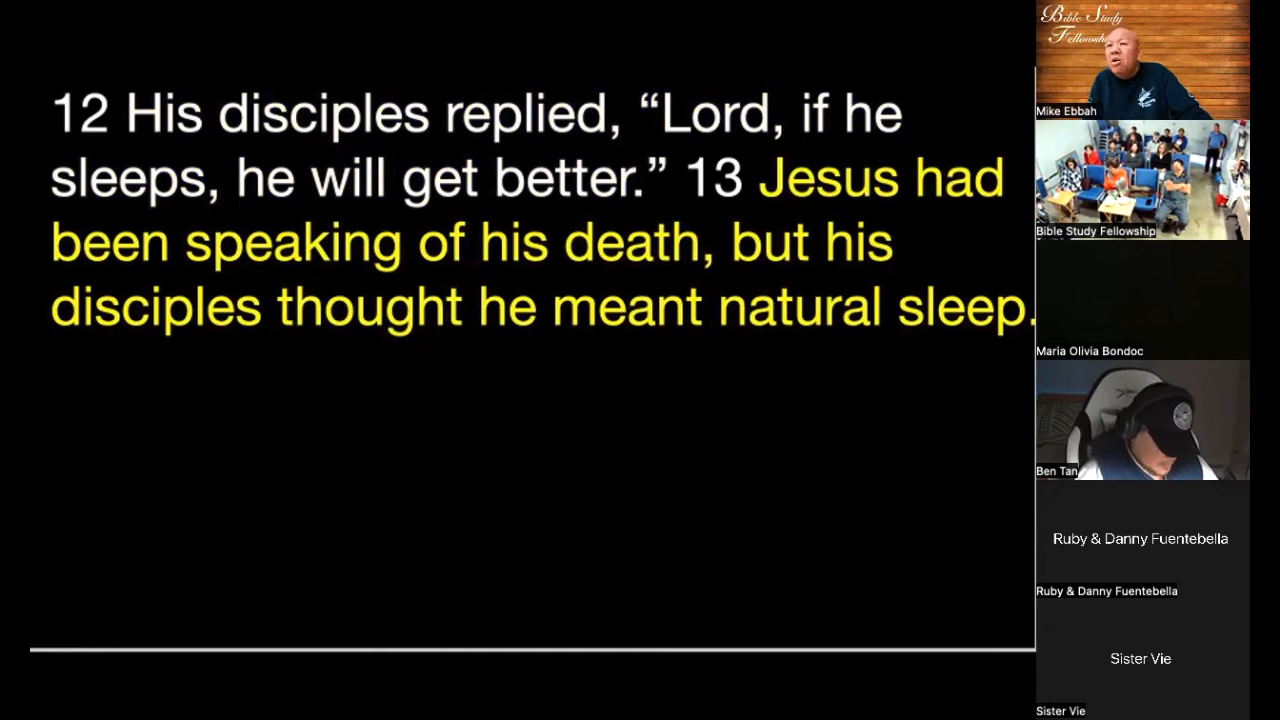 12 His disciples replied, “Lord, if he
sleeps, he will get better.” 13 Jesus had
been speaking of his death, but his
disciples thought he meant natural sleep.
Bible Study
Fellowship
Mike Ebbah
Bible Study Fellowship
Maria Olivia Bondoc
Ben Tan
Ruby & Danny Fuentebella
Ruby & Danny Fuentebella
Sister Vie
Sister Vie